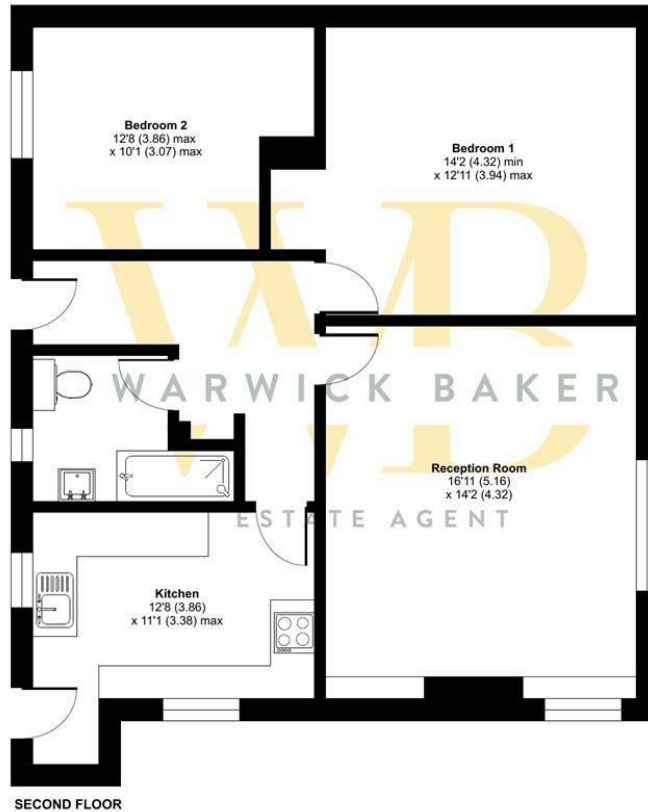 Bedroom 2
12'8 (3.86) max
x 10'1 (3.07) max
Bedroom 1
14'2 (4.32) min
x 12'11 (3.94) max
WB
WARWICK BAKER
ESTATE AGENT
Reception Room
16'11 (5.16)
x 14'2 (4.32)
Kitchen
12'8 (3.86)
x 11'1 (3.38) max
SECOND FLOOR